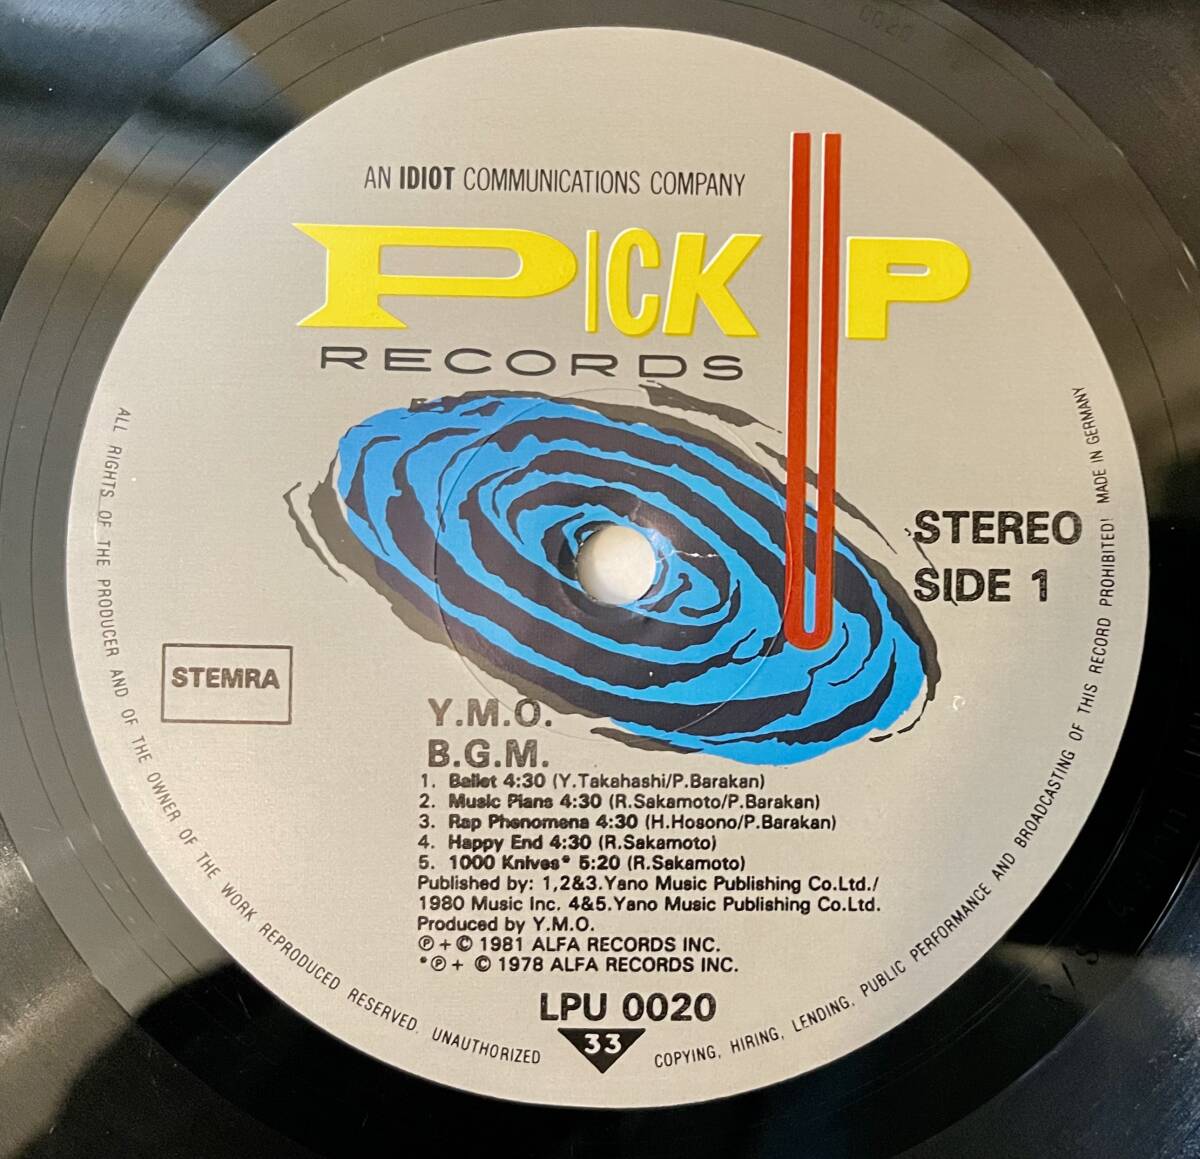 AN IDIOT COMMUNICATIONS COMPANY
PICK UP
RECORDS
STEREO
SIDE 1
STEMRA
Y.M.O.
B.G.M.
1. Ballet 4:30 (Y.Takahashi/P.Barakan)
2. Music Plans 4:30 (R.Sakamoto/P.Barakan)
3. Rap Phenomena 4:30 (H.Hosono/P.Barakan)
4. Happy End 4:30 (R.Sakamoto)
5. 1000 Knives* 5:20 (R.Sakamoto)
Published by: 1,2&3.Yano Music Publishing Co.Ltd./
1980 Music Inc. 4&5.Yano Music Publishing Co.Ltd.
Produced by Y.M.O.
℗+© 1981 ALFA RECORDS INC.
*℗+ © 1978 ALFA RECORDS INC.
LPU 0020
33
ALL RIGHTS OF THE PRODUCER AND OF THE OWNER OF THE WORK REPRODUCED RESERVED. UNAUTHORIZED COPYING, HIRING, LENDING, PUBLIC PERFORMANCE AND BROADCASTING OF THIS RECORD PROHIBITED! MADE IN GERMANY